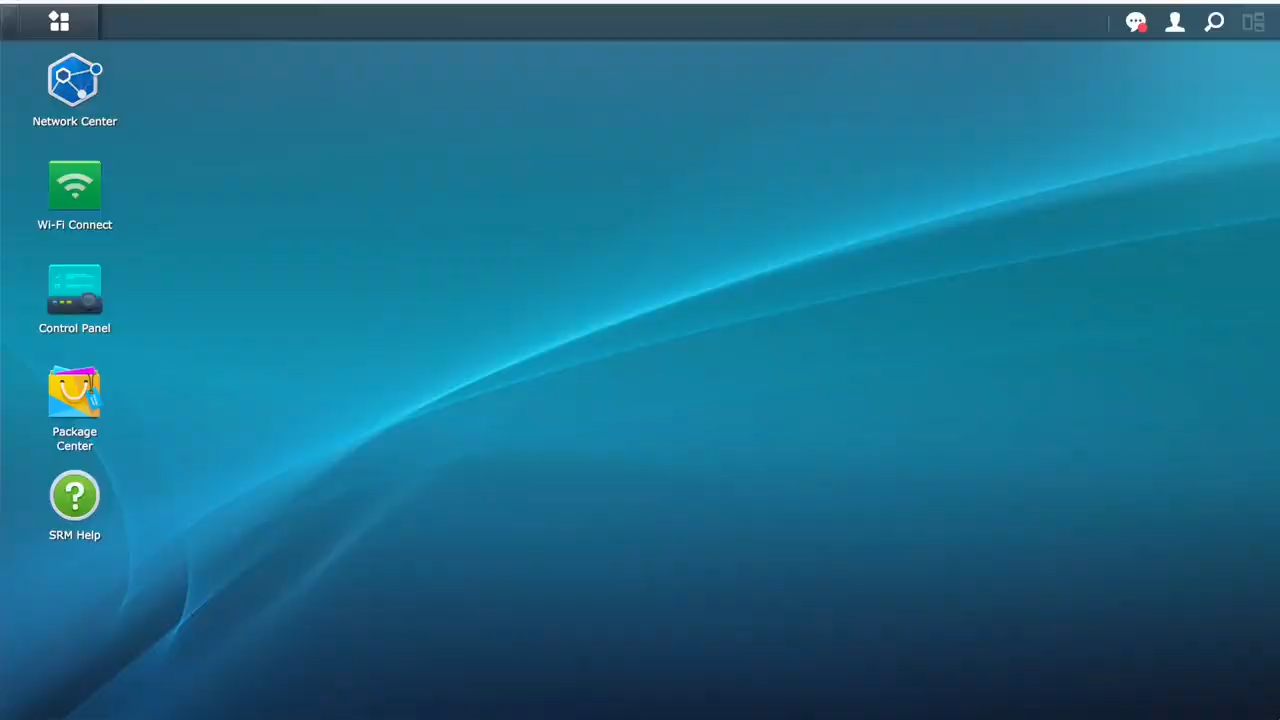 Network Center
Wi-Fi Connect
Control Panel
Package
Center
SRM Help